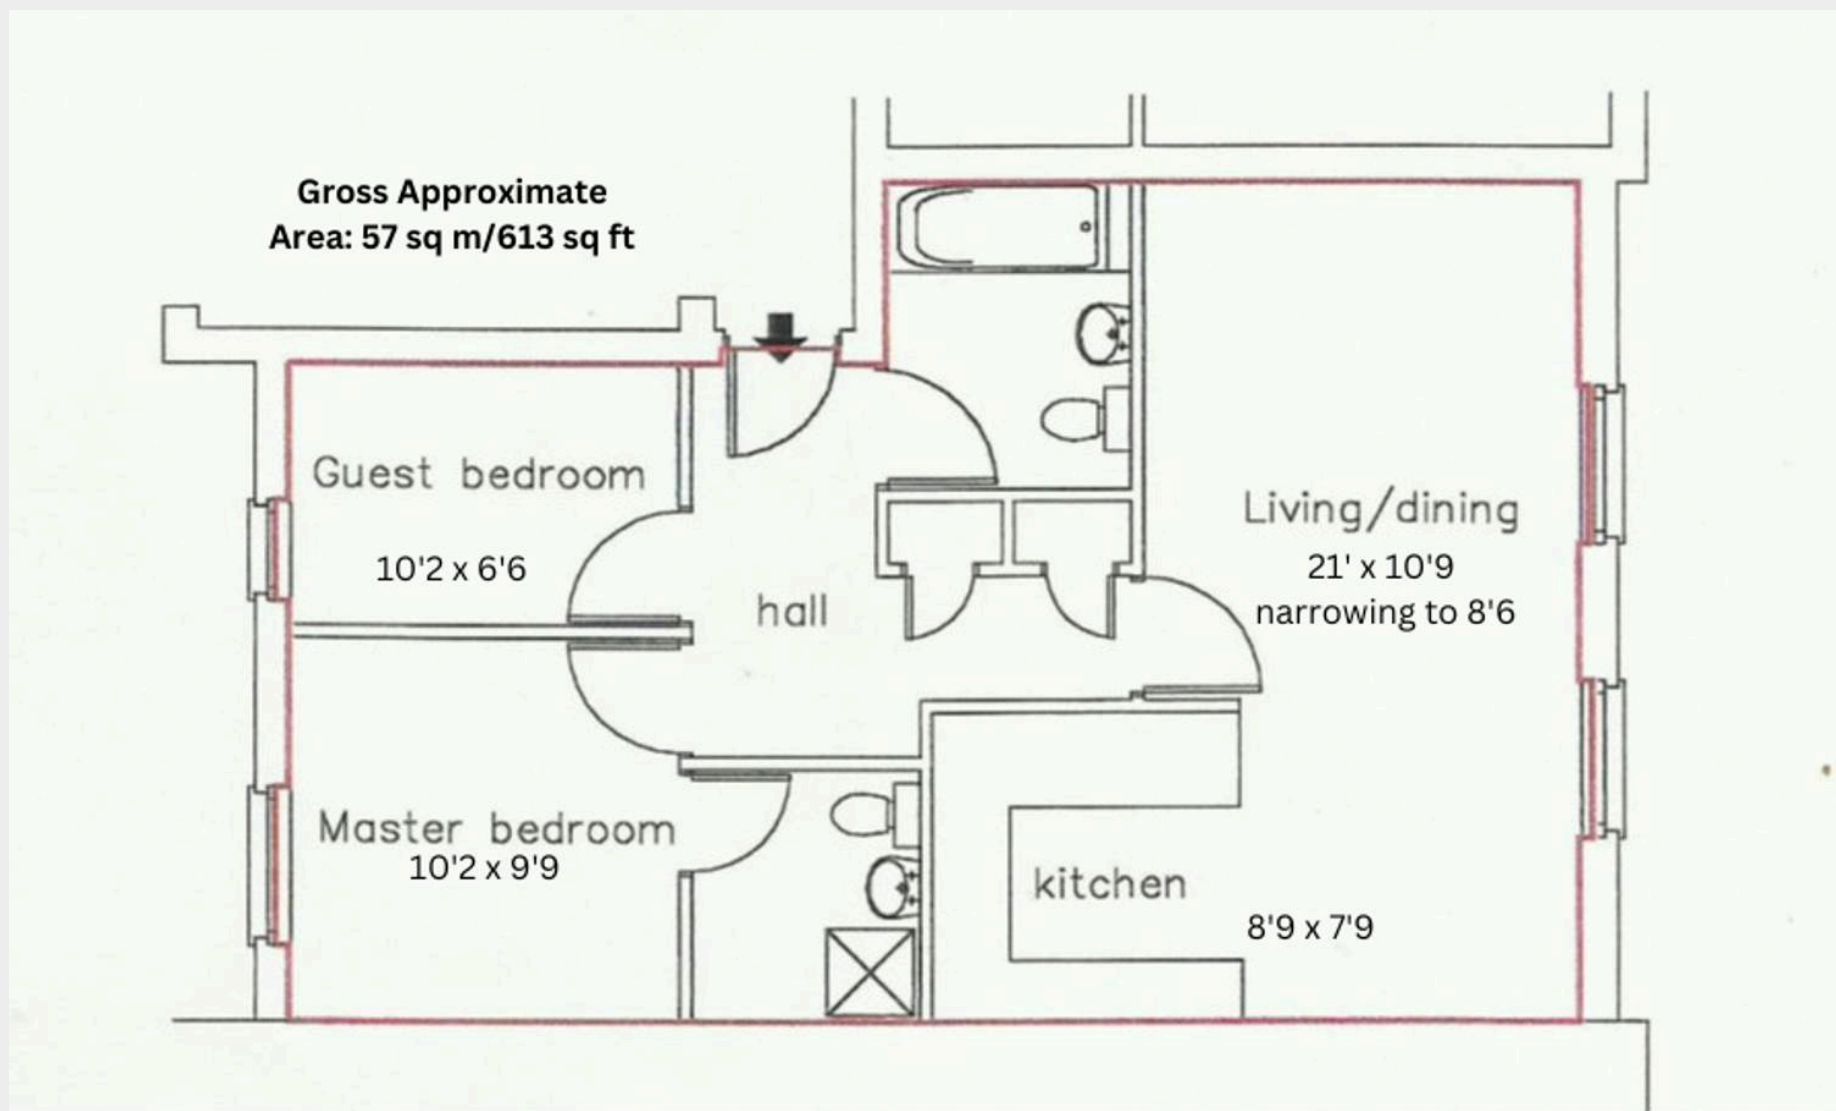 Gross Approximate
Area: 57 sq m/613 sq ft
Guest bedroom
10'2 x 6'6
hall
Living/dining
21' x 10'9
narrowing to 8'6
Master bedroom
10'2 x 9'9
kitchen
8'9 x 7'9